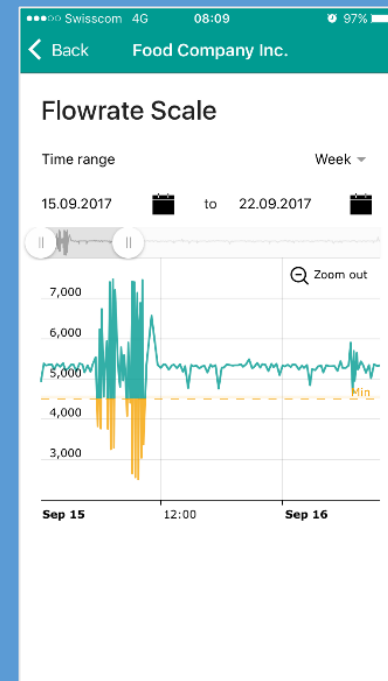 Swisscom 4G 08:09 97%
Back Food Company Inc.
Flowrate Scale
Time range Week
15.09.2017 to 22.09.2017
Zoom out
7,000
6,000
5,000
Min
4,000
3,000
Sep 15 12:00 Sep 16